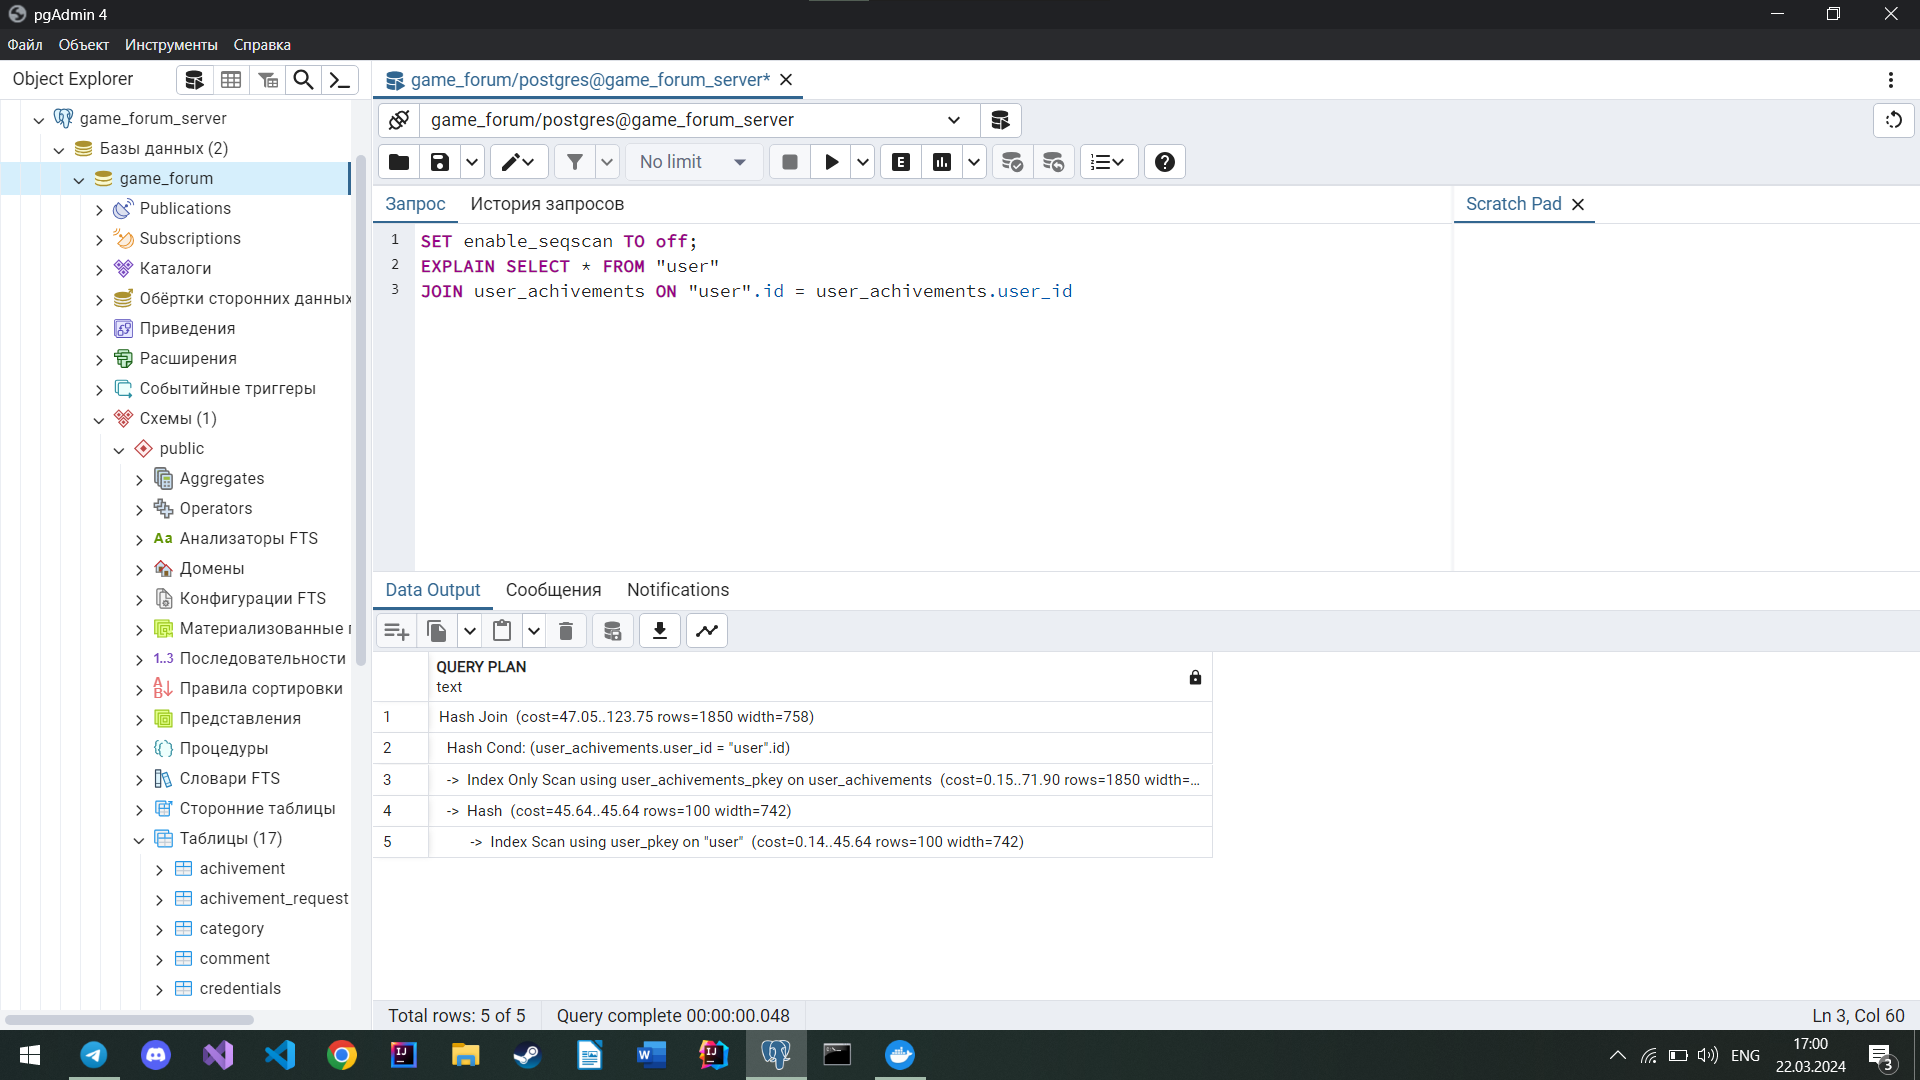 pgAdmin 4
Файл Объект Инструменты Справка
Object Explorer
game_forum/postgres@game_forum_server*
game_forum_server
Базы данных (2)
game_forum
Publications
Subscriptions
Каталоги
Обёртки сторонних данных
Приведения
Расширения
Событийные триггеры
Схемы (1)
public
Aggregates
Operators
Aa Анализаторы FTS
Домены
Конфигурации FTS
Материализованные
1..3 Последовательности
Правила сортировки
Представления
Процедуры
Словари FTS
Сторонние таблицы
Таблицы (17)
achivement
achivement_request
category
comment
credentials
game_forum/postgres@game_forum_server
No limit
E
Запрос История запросов
Scratch Pad
1 SET enable_seqscan TO off;
2 EXPLAIN SELECT * FROM "user"
3 JOIN user_achivements ON "user".id = user_achivements.user_id
Data Output Сообщения Notifications
QUERY PLAN
text
1 Hash Join (cost=47.05..123.75 rows=1850 width=758)
2 Hash Cond: (user_achivements.user_id = "user".id)
3 -> Index Only Scan using user_achivements_pkey on user_achivements (cost=0.15..71.90 rows=1850 width=...
4 -> Hash (cost=45.64..45.64 rows=100 width=742)
5 -> Index Scan using user_pkey on "user" (cost=0.14..45.64 rows=100 width=742)
Total rows: 5 of 5 Query complete 00:00:00.048
Ln 3, Col 60
ENG
17:00
22.03.2024
3